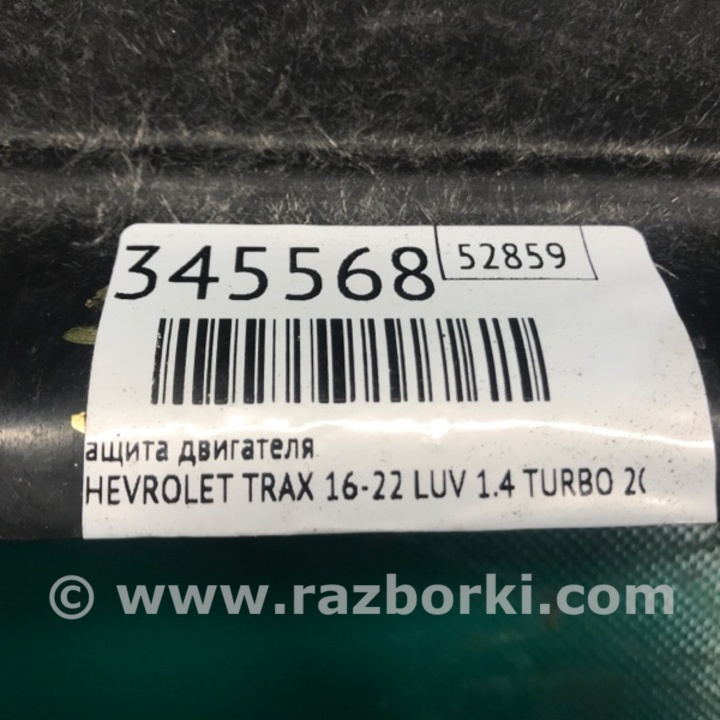 345568
52859
ащита двигателя
HEVROLET TRAX 16-22 LUV 1.4 TURBO 2
© www.razborki.com